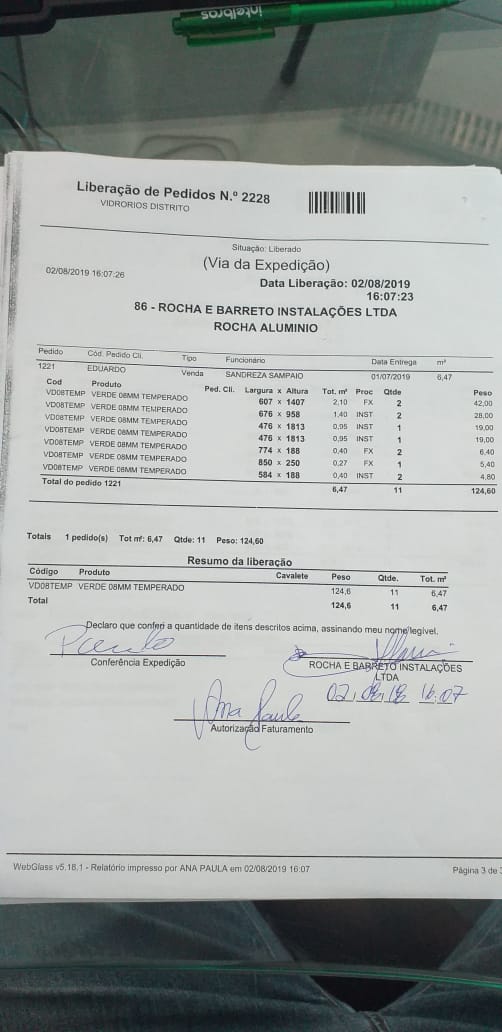 intelbras
Liberação de Pedidos N.º 2228
VIDRORIOS DISTRITO
Situação: Liberado
(Via da Expedição)
02/08/2019 16:07:26
Data Liberação: 02/08/2019
16:07:23
86 - ROCHA E BARRETO INSTALAÇÕES LTDA
ROCHA ALUMINIO
Pedido Cód. Pedido Cli. Tipo Funcionário Data Entrega m²
1221 EDUARDO Venda SANDREZA SAMPAIO 01/07/2019 6,47
Cod Produto Ped. Cli. Largura x Altura Tot. m² Proc Qtde Peso
VD08TEMP VERDE 08MM TEMPERADO 607 x 1407 2,10 FX 2 42,00
VD08TEMP VERDE 08MM TEMPERADO 676 x 958 1,40 INST 2 28,00
VD08TEMP VERDE 08MM TEMPERADO 476 x 1813 0,95 INST 1 19,00
VD08TEMP VERDE 08MM TEMPERADO 476 x 1813 0,95 INST 1 19,00
VD08TEMP VERDE 08MM TEMPERADO 774 x 188 0,40 FX 2 6,40
VD08TEMP VERDE 08MM TEMPERADO 850 x 250 0,27 FX 1 5,40
VD08TEMP VERDE 08MM TEMPERADO 584 x 188 0,40 INST 2 4,80
Total do pedido 1221 6,47 11 124,60
Totais 1 pedido(s) Tot m²: 6,47 Qtde: 11 Peso: 124,60
Resumo da liberação
Código Produto Cavalete Peso Qtde. Tot. m²
VD08TEMP VERDE 08MM TEMPERADO 124,6 11 6,47
Total 124,6 11 6,47
Declaro que conferi a quantidade de itens descritos acima, assinando meu nome legível.
Conferência Expedição
ROCHA E BARRETO INSTALAÇÕES
LTDA
16:07
Ana Paula
Autorização Faturamento
WebGlass v5.18.1 - Relatório impresso por ANA PAULA em 02/08/2019 16:07
Página 3 de